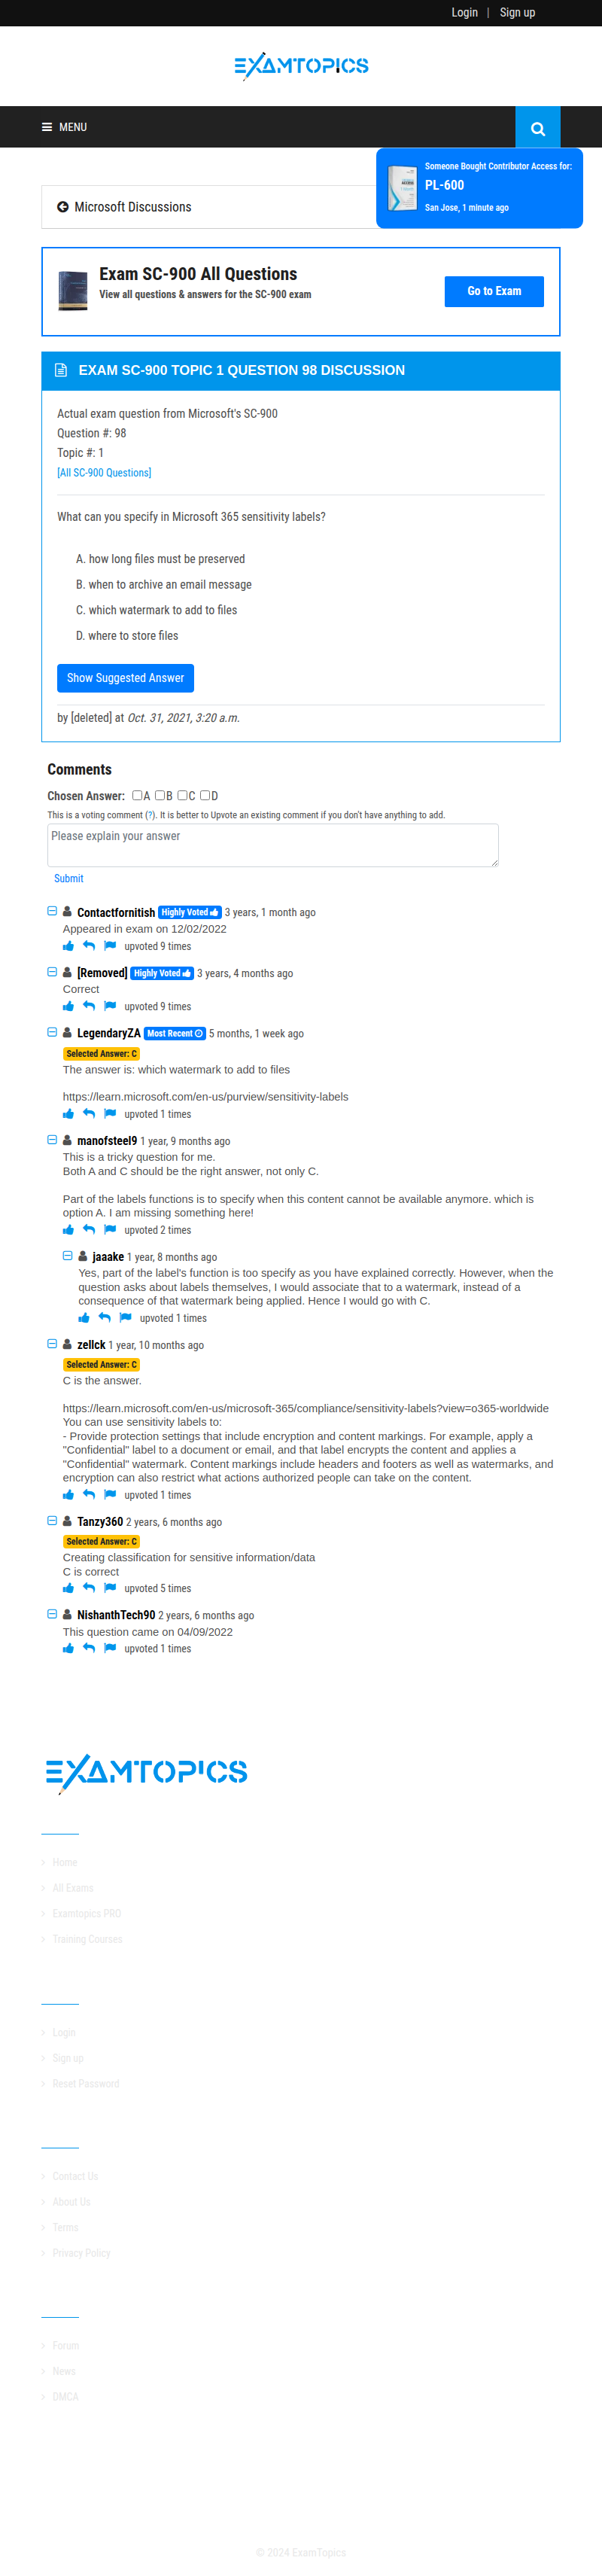 Login | Sign up
EXAMTOPICS
MENU
Someone Bought Contributor Access for:
PL-600
San Jose, 1 minute ago
Microsoft Discussions
Exam SC-900 All Questions
View all questions & answers for the SC-900 exam
Go to Exam
EXAM SC-900 TOPIC 1 QUESTION 98 DISCUSSION
Actual exam question from Microsoft's SC-900
Question #: 98
Topic #: 1
[All SC-900 Questions]
What can you specify in Microsoft 365 sensitivity labels?
A. how long files must be preserved
B. when to archive an email message
C. which watermark to add to files
D. where to store files
Show Suggested Answer
by [deleted] at Oct. 31, 2021, 3:20 a.m.
Comments
Chosen Answer: A B C D
This is a voting comment (?). It is better to Upvote an existing comment if you don't have anything to add.
Please explain your answer
Submit
Contactfornitish Highly Voted 3 years, 1 month ago
Appeared in exam on 12/02/2022
upvoted 9 times
[Removed] Highly Voted 3 years, 4 months ago
Correct
upvoted 9 times
LegendaryZA Most Recent 5 months, 1 week ago
Selected Answer: C
The answer is: which watermark to add to files
https://learn.microsoft.com/en-us/purview/sensitivity-labels
upvoted 1 times
manofsteel9 1 year, 9 months ago
This is a tricky question for me.
Both A and C should be the right answer, not only C.
Part of the labels functions is to specify when this content cannot be available anymore. which is
option A. I am missing something here!
upvoted 2 times
jaaake 1 year, 8 months ago
Yes, part of the label's function is too specify as you have explained correctly. However, when the
question asks about labels themselves, I would associate that to a watermark, instead of a
consequence of that watermark being applied. Hence I would go with C.
upvoted 1 times
zellck 1 year, 10 months ago
Selected Answer: C
C is the answer.
https://learn.microsoft.com/en-us/microsoft-365/compliance/sensitivity-labels?view=o365-worldwide
You can use sensitivity labels to:
- Provide protection settings that include encryption and content markings. For example, apply a
"Confidential" label to a document or email, and that label encrypts the content and applies a
"Confidential" watermark. Content markings include headers and footers as well as watermarks, and
encryption can also restrict what actions authorized people can take on the content.
upvoted 1 times
Tanzy360 2 years, 6 months ago
Selected Answer: C
Creating classification for sensitive information/data
C is correct
upvoted 5 times
NishanthTech90 2 years, 6 months ago
This question came on 04/09/2022
upvoted 1 times
EXAMTOPICS
Home
All Exams
Examtopics PRO
Training Courses
Login
Sign up
Reset Password
Contact Us
About Us
Terms
Privacy Policy
Forum
News
DMCA
© 2024 ExamTopics